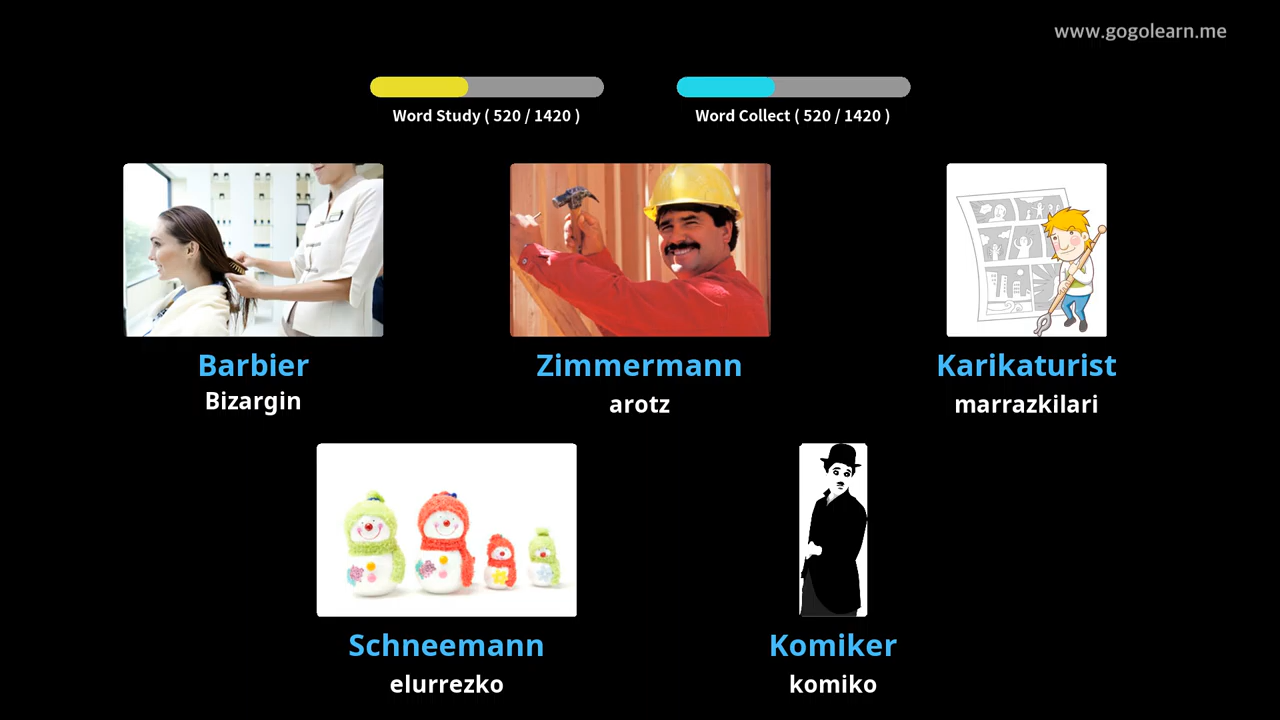 www.gogolearn.me
Word Study ( 520 / 1420 )
Word Collect ( 520 / 1420 )
Barbier
Bizargin
Zimmermann
arotz
Karikaturist
marrazkilari
Schneemann
elurrezko
Komiker
komiko